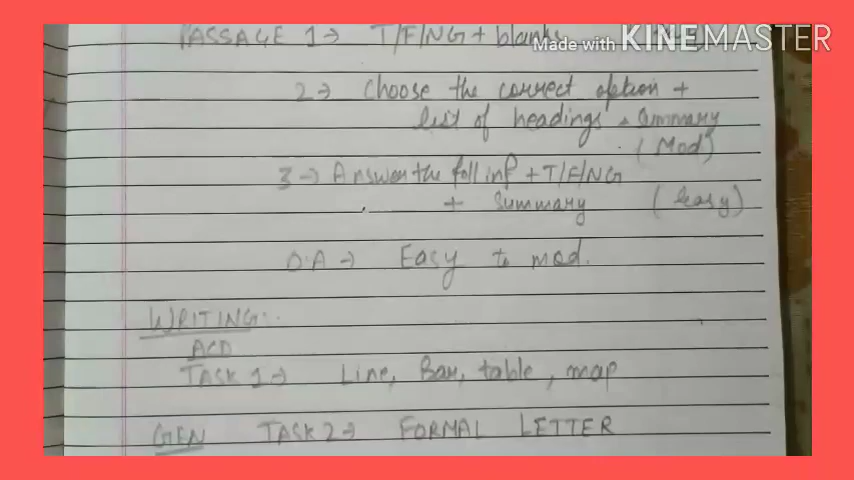 PASSAGE 1 → T/F/NG + blanks
Made with KINEMASTER
2 → Choose the correct option +
list of headings + Summary
(Mod)
3 → Answer the foll inf + T/F/NG
+ Summary (easy)
O.A → Easy to mod.
WRITING:
ACD
TASK 1 → Line, Bar, table, map
GEN TASK 2 → FORMAL LETTER